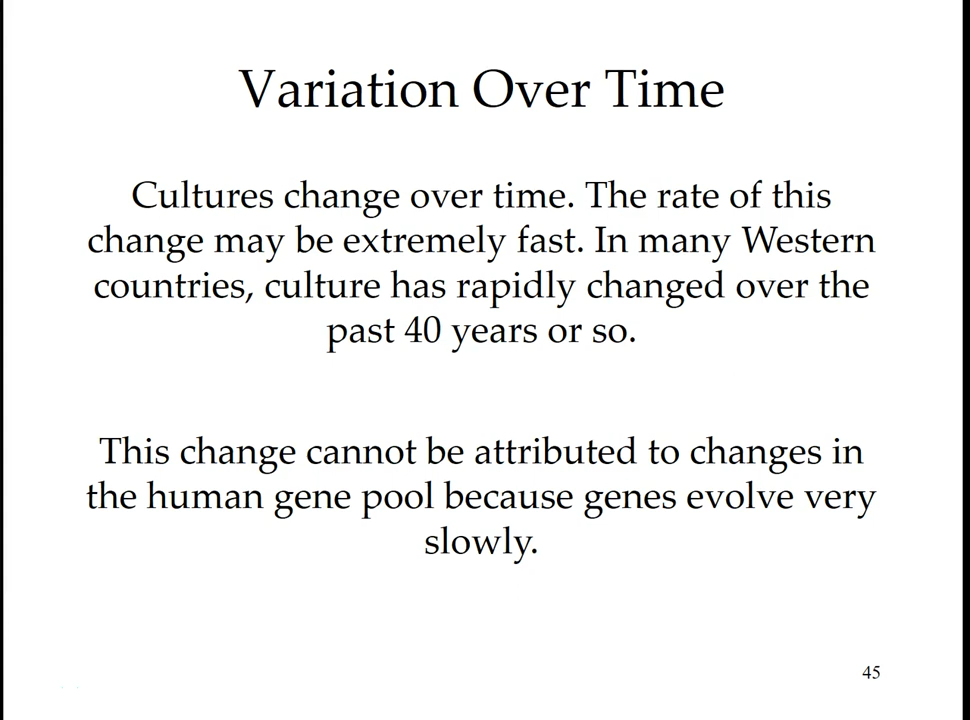 Variation Over Time
Cultures change over time. The rate of this
change may be extremely fast. In many Western
countries, culture has rapidly changed over the
past 40 years or so.
This change cannot be attributed to changes in
the human gene pool because genes evolve very
slowly.
45